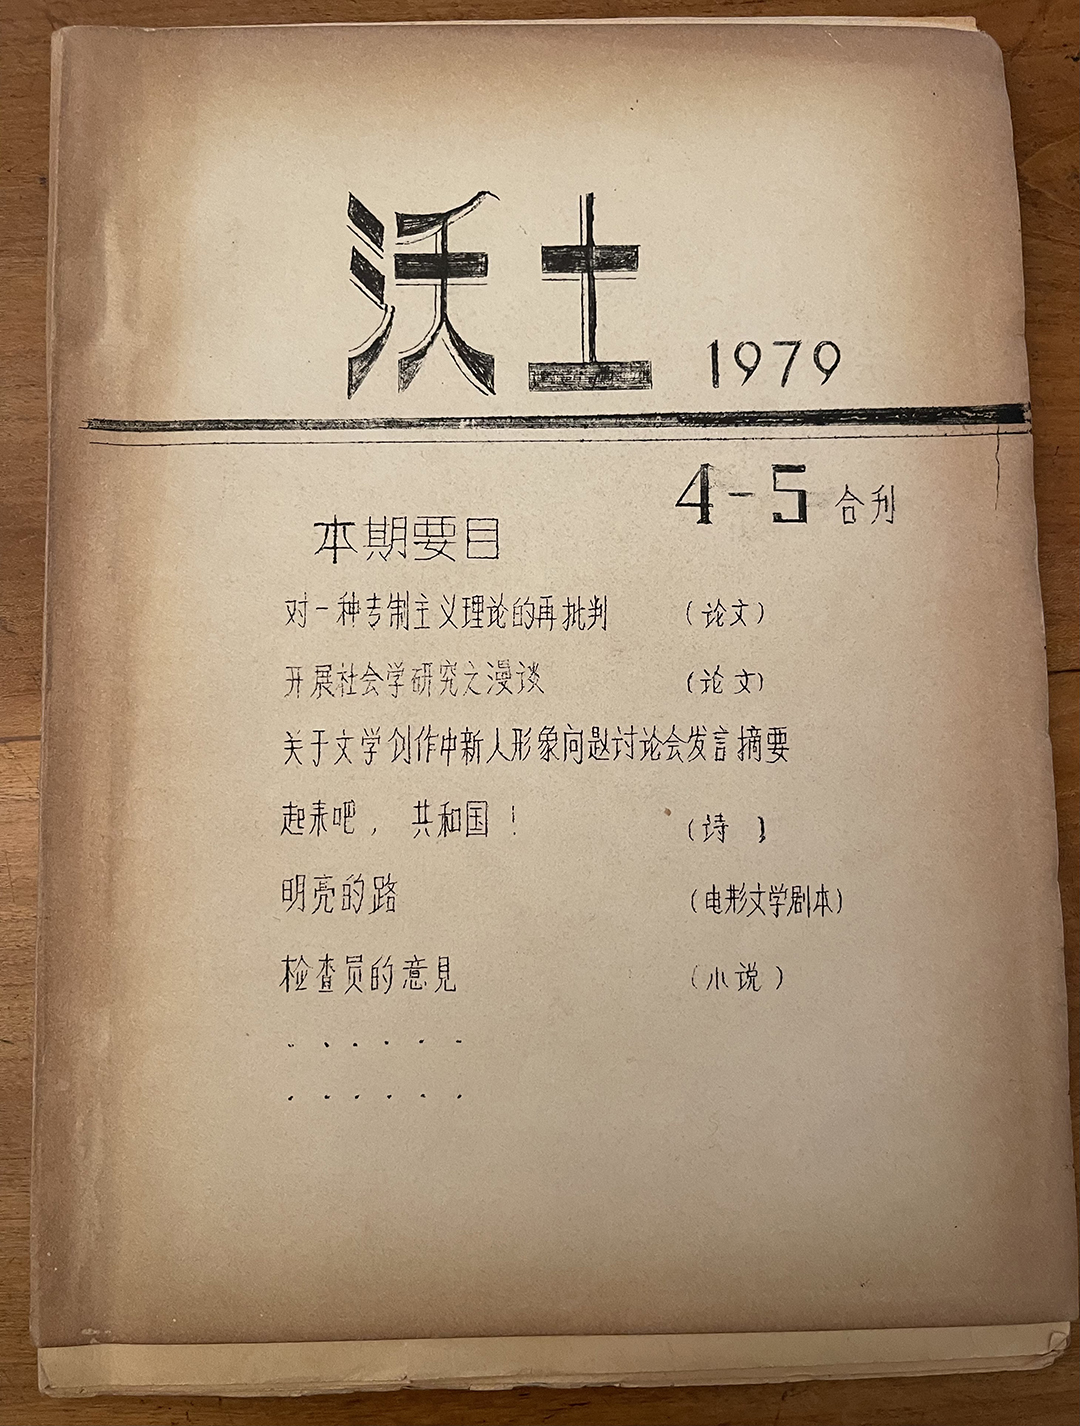 沃土 1979
4-5 合刊
本期要目
对一种专制主义理论的再批判 (论文)
开展社会学研究之漫谈 (论文)
关于文学创作中新人形象问题讨论会发言摘要
起来吧, 共和国! (诗)
明亮的路 (电影文学剧本)
检查员的意见 (小说)
. . . . . .
. . . . . .